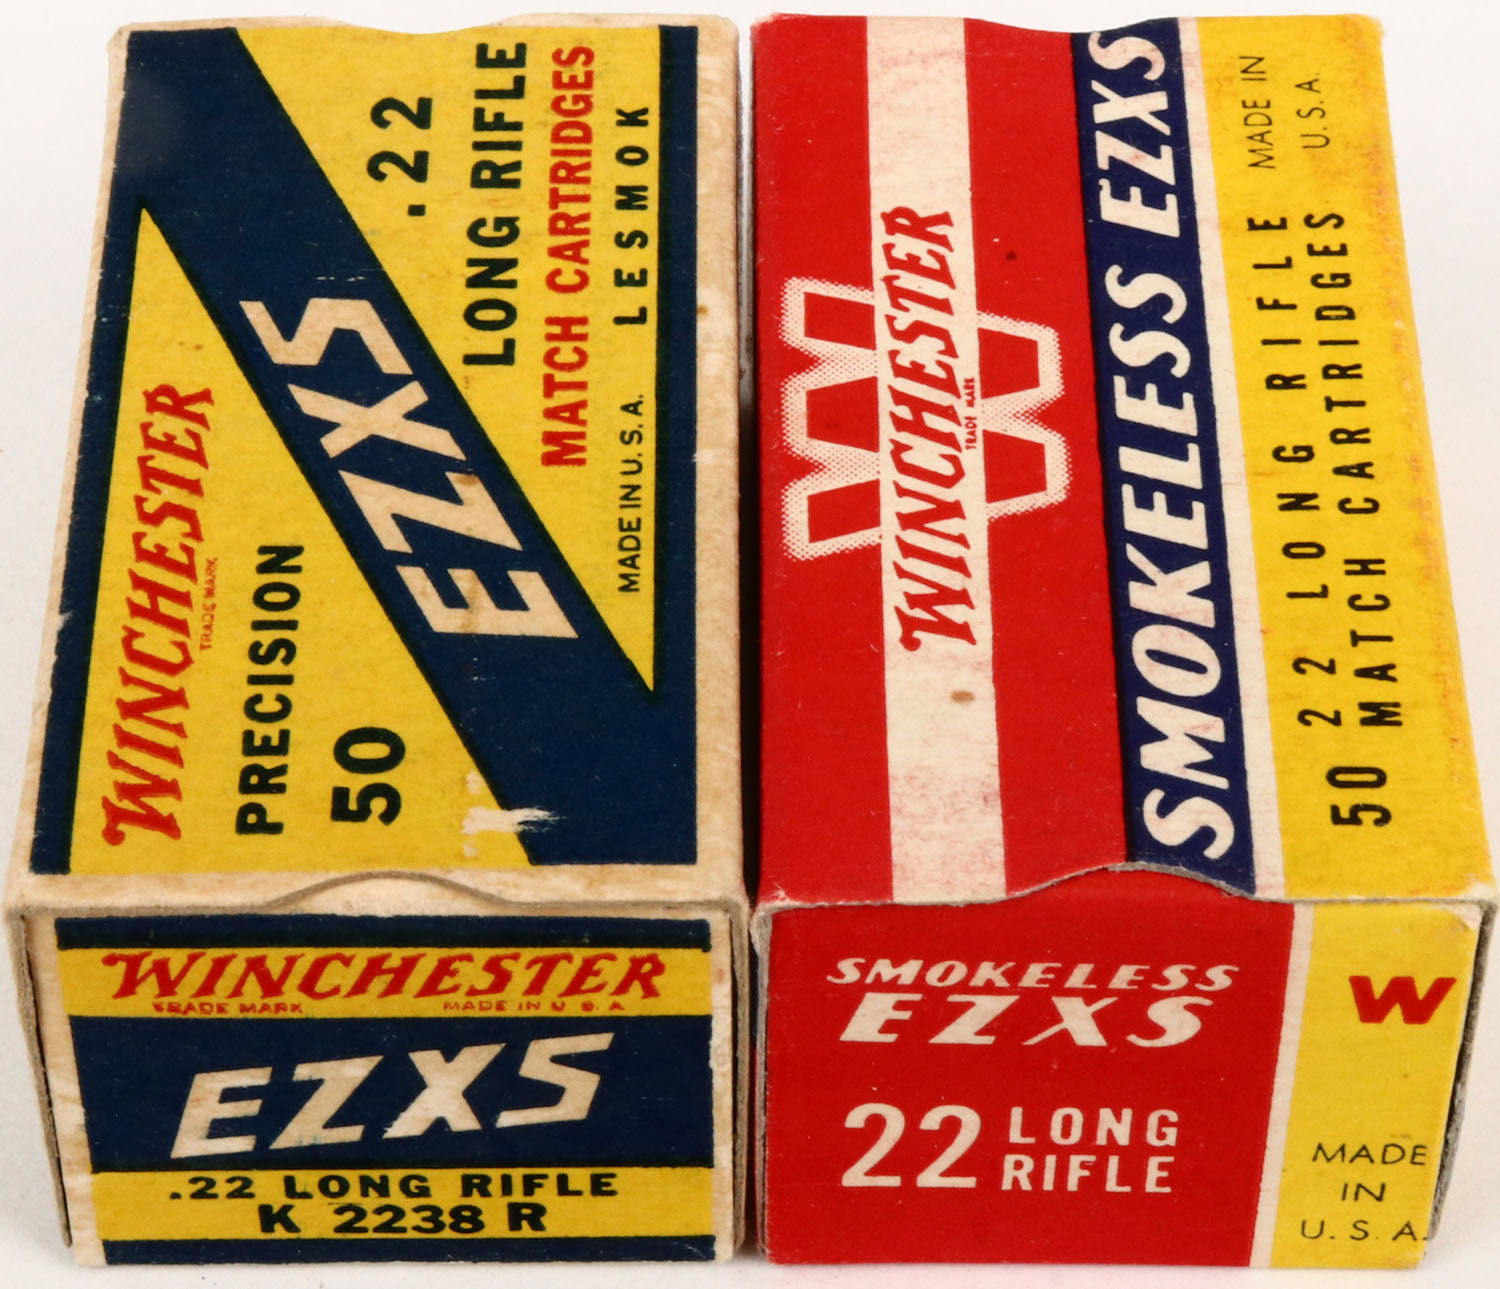 WINCHESTER
TRADE MARK
PRECISION
50
EZXS
.22
LONG RIFLE
MATCH CARTRIDGES
MADE IN U.S.A. LESMOK
WINCHESTER
TRADE MARK MADE IN U.S.A
EZXS
.22 LONG RIFLE
K 2238 R
W
WINCHESTER
TRADE MARK
SMOKELESS EZXS
50 22 LONG RIFLE
MATCH CARTRIDGES
MADE IN
U.S.A.
SMOKELESS
EZXS
22 LONG
RIFLE
W
MADE
IN
U.S.A.